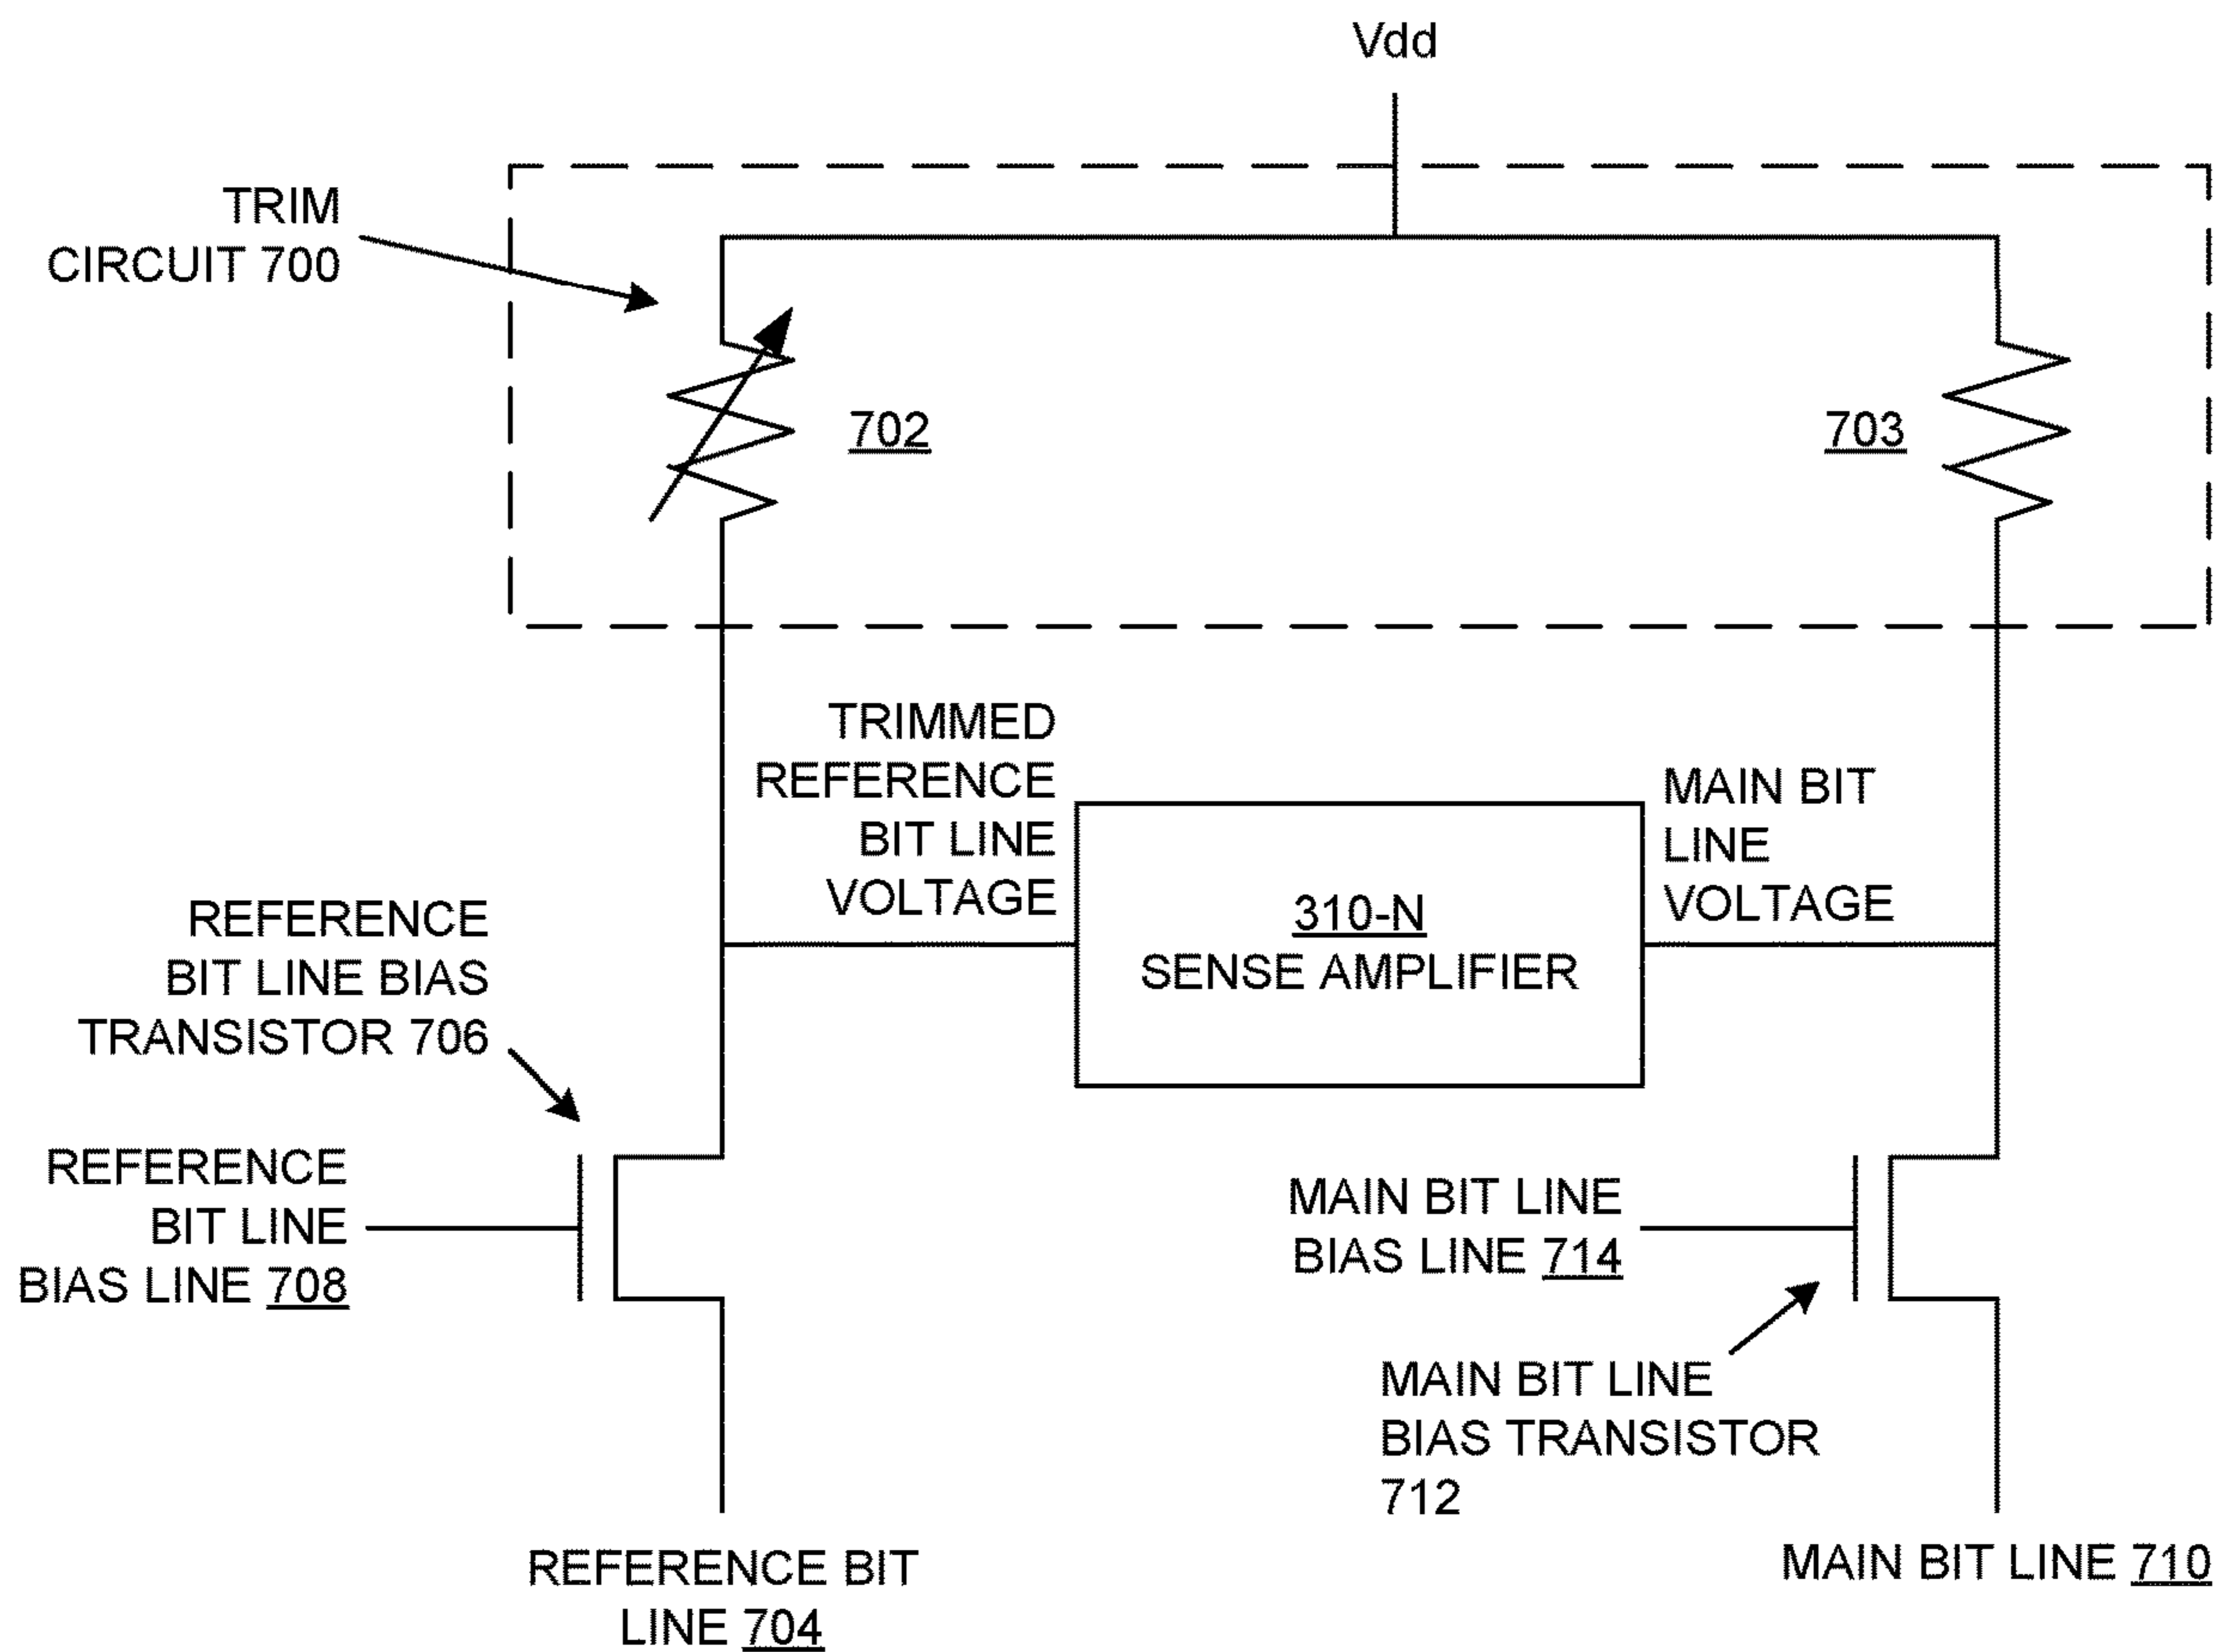 Vdd
TRIM
CIRCUIT 700
702
703
TRIMMED
REFERENCE
BIT LINE
VOLTAGE
MAIN BIT
LINE
VOLTAGE
310-N
SENSE AMPLIFIER
REFERENCE
BIT LINE BIAS
TRANSISTOR 706
REFERENCE
BIT LINE
BIAS LINE 708
MAIN BIT LINE
BIAS LINE 714
MAIN BIT LINE
BIAS TRANSISTOR
712
REFERENCE BIT
LINE 704
MAIN BIT LINE 710